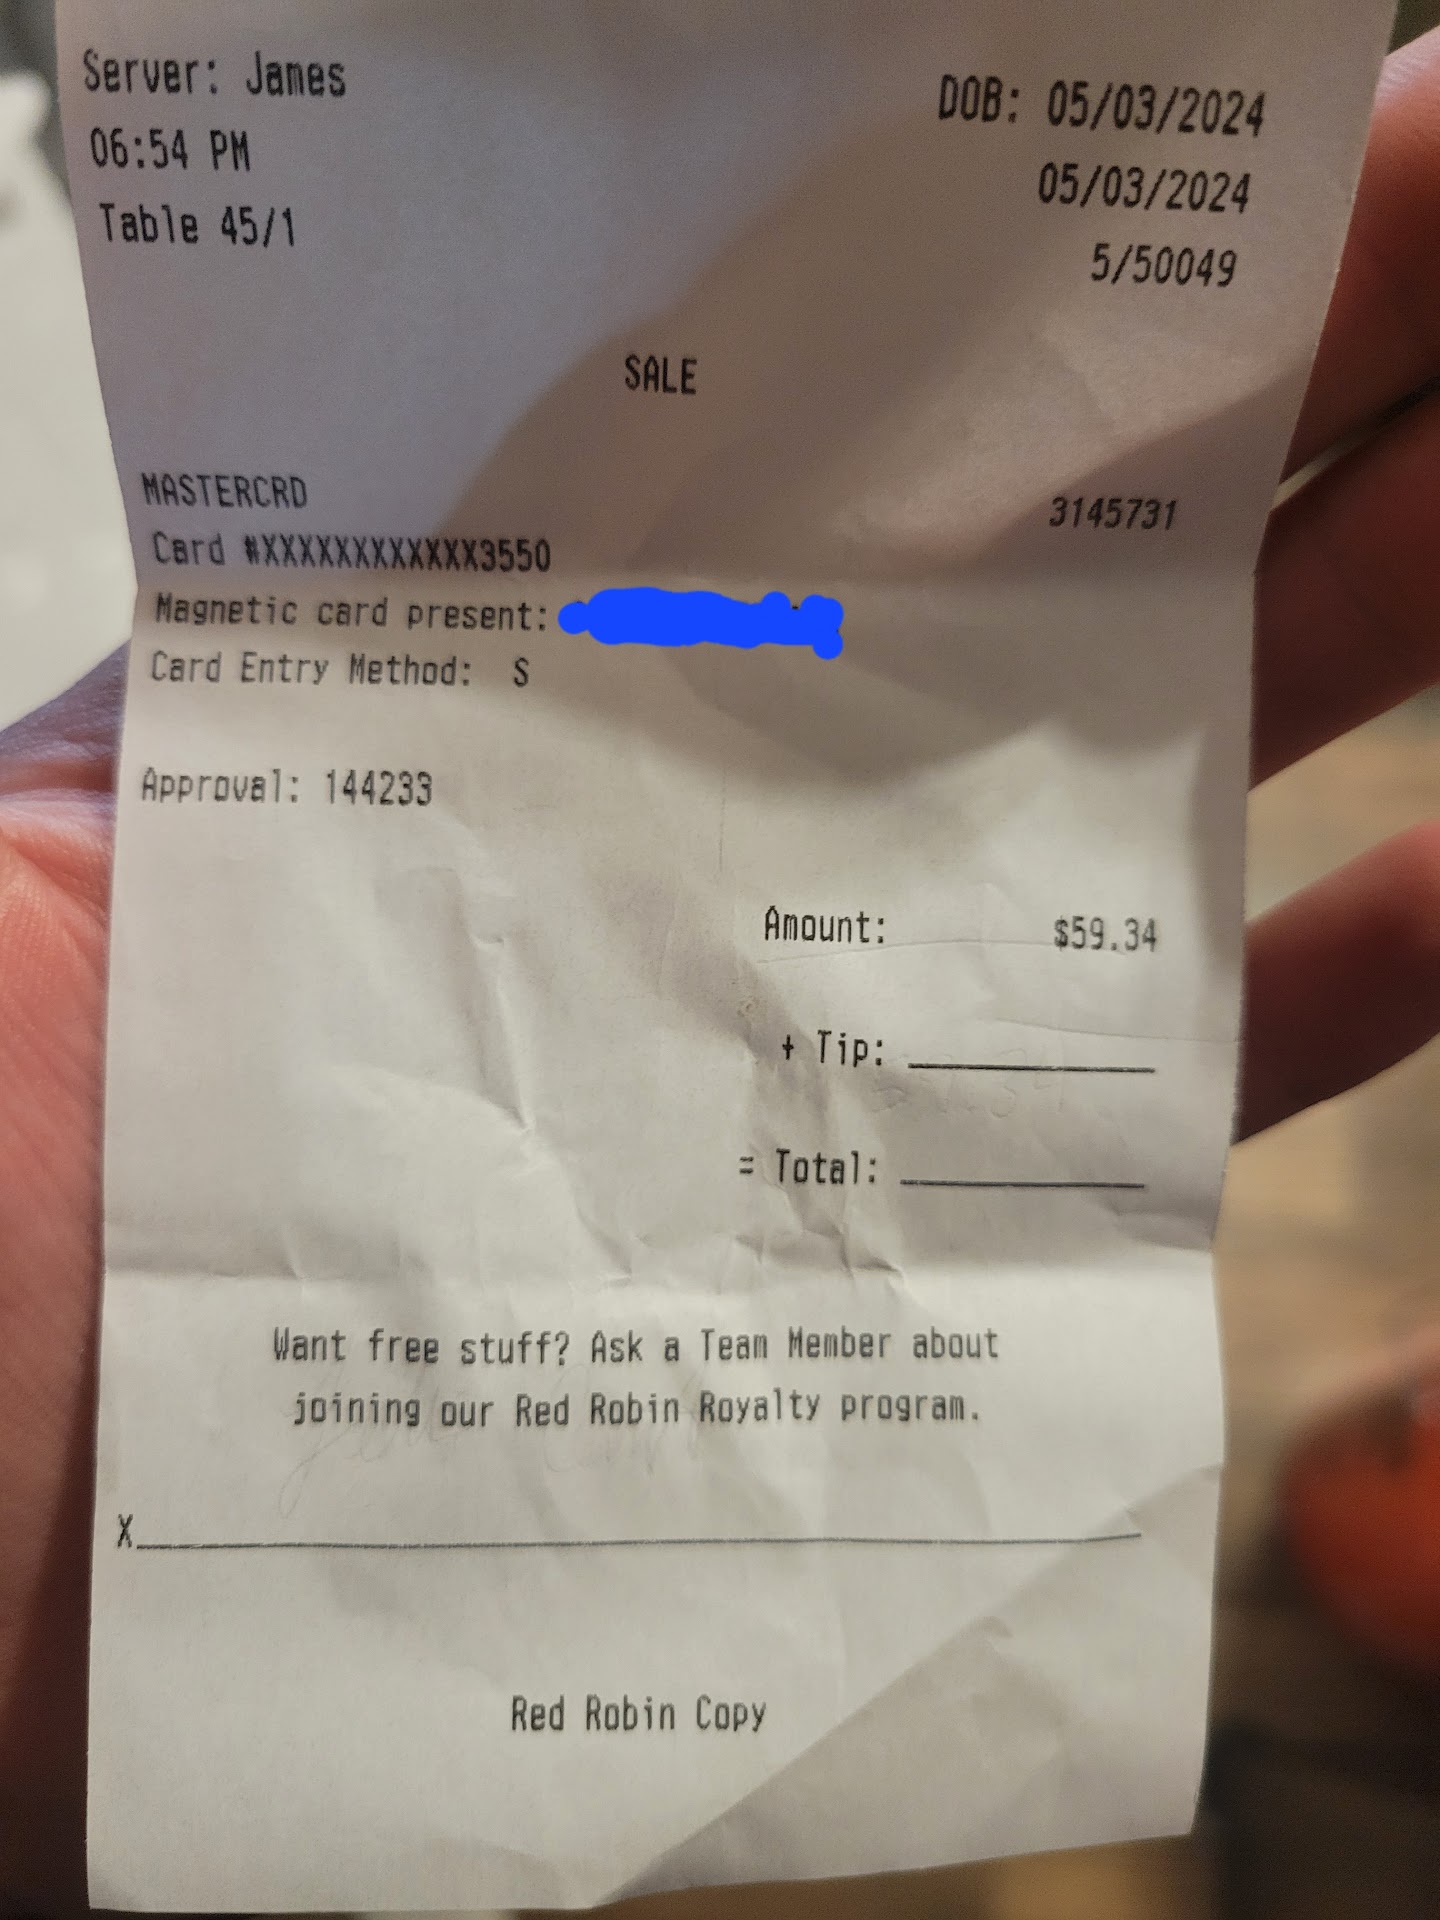 Server: James
DOB: 05/03/2024
06:54 PM
05/03/2024
Table 45/1
5/50049
SALE
MASTERCRD
3145731
Card #XXXXXXXXXXXX3550
Magnetic card present:
Card Entry Method: S
Approval: 144233
Amount: $59.34
+ Tip:
= Total:
Want free stuff? Ask a Team Member about
joining our Red Robin Royalty program.
X
Red Robin Copy